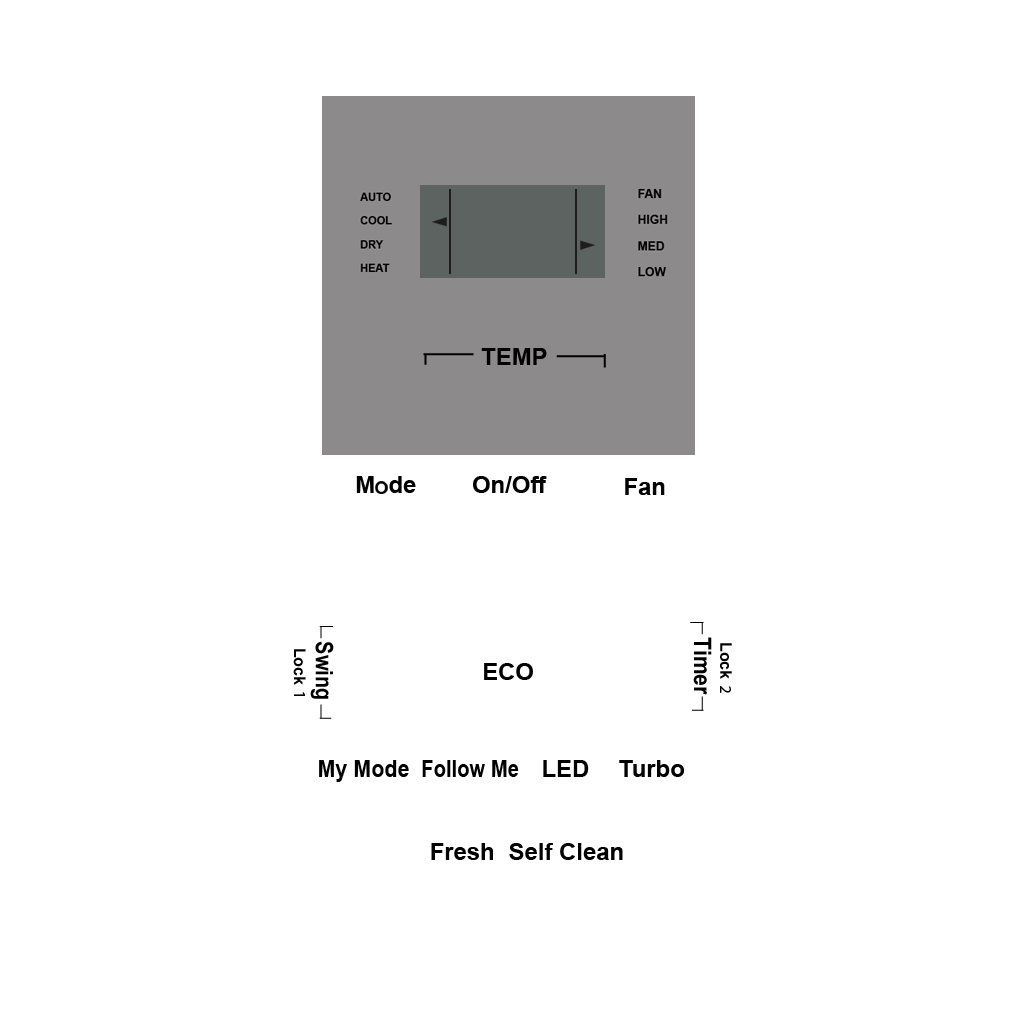 AUTO
COOL
DRY
HEAT
FAN
HIGH
MED
LOW
TEMP
Mode On/Off Fan
Swing
Lock 1
ECO
Timer
Lock 2
My Mode Follow Me LED Turbo
Fresh Self Clean